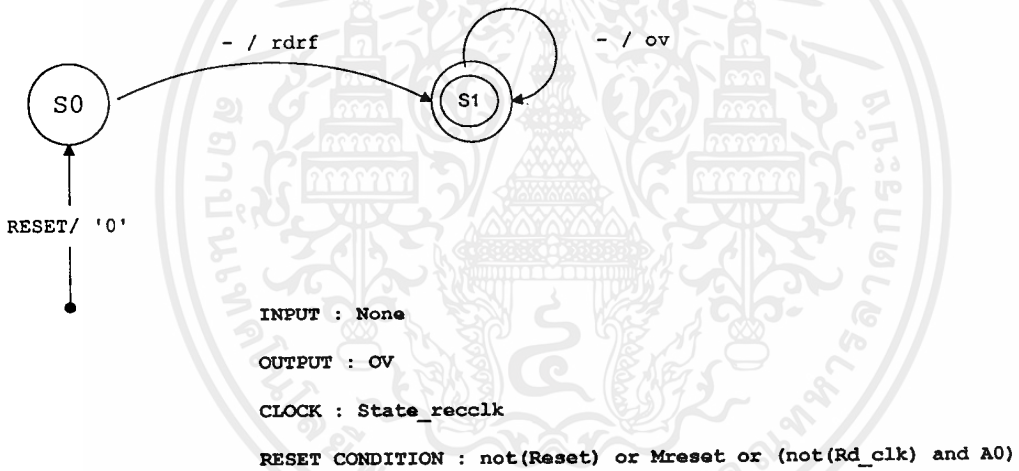 - / rdrf
- / ov
S0
S1
RESET/ '0'
INPUT : None
OUTPUT : OV
CLOCK : State_recclk
RESET CONDITION : not(Reset) or Mreset or (not(Rd_clk) and A0)